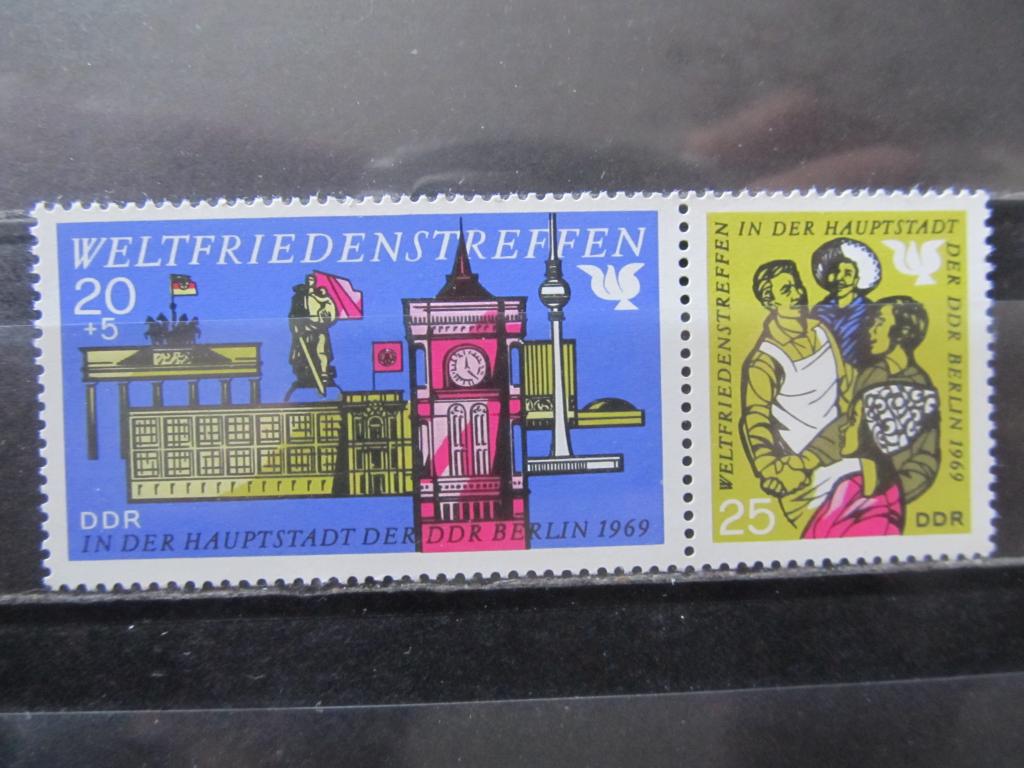 WELTFRIEDENSTREFFEN
20
+5
DDR
IN DER HAUPTSTADT DER DDR BERLIN 1969
WELTFRIEDENSTREFFEN
IN DER HAUPTSTADT
DER DDR BERLIN 1969
25
DDR